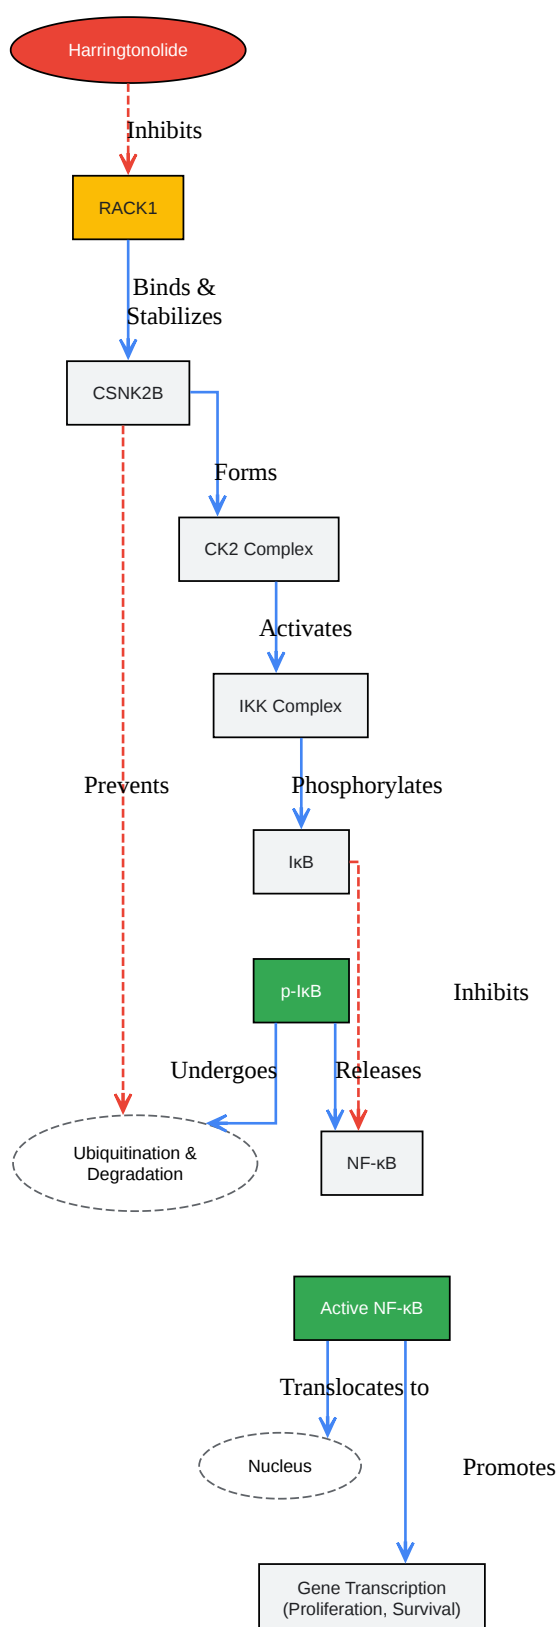 Harringtonolide
Inhibits
RACK1
Binds &
Stabilizes
CSNK2B
Forms
CK2 Complex
Activates
IKK Complex
Prevents
Phosphorylates
IκB
p-IκB
Inhibits
Undergoes
Releases
Ubiquitination &
Degradation
NF-κB
Active NF-κB
Translocates to
Nucleus
Promotes
Gene Transcription
(Proliferation, Survival)